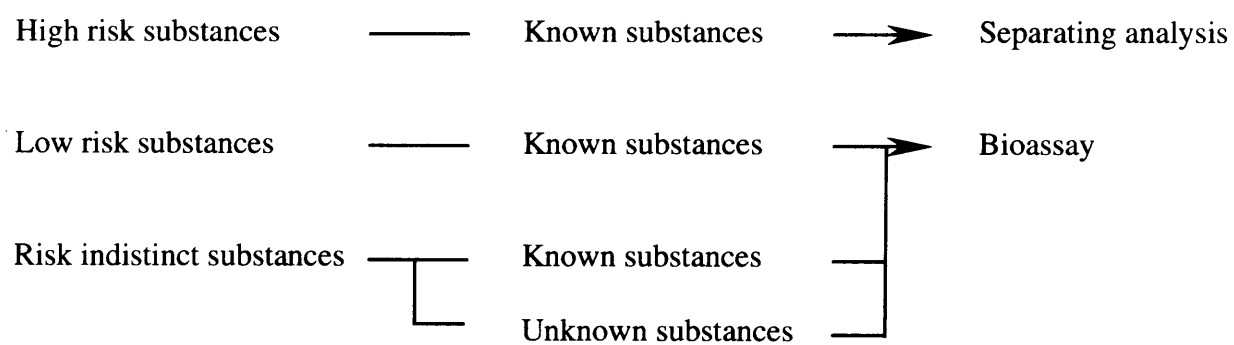 High risk substances Known substances Separating analysis
Low risk substances Known substances Bioassay
Risk indistinct substances Known substances
Unknown substances